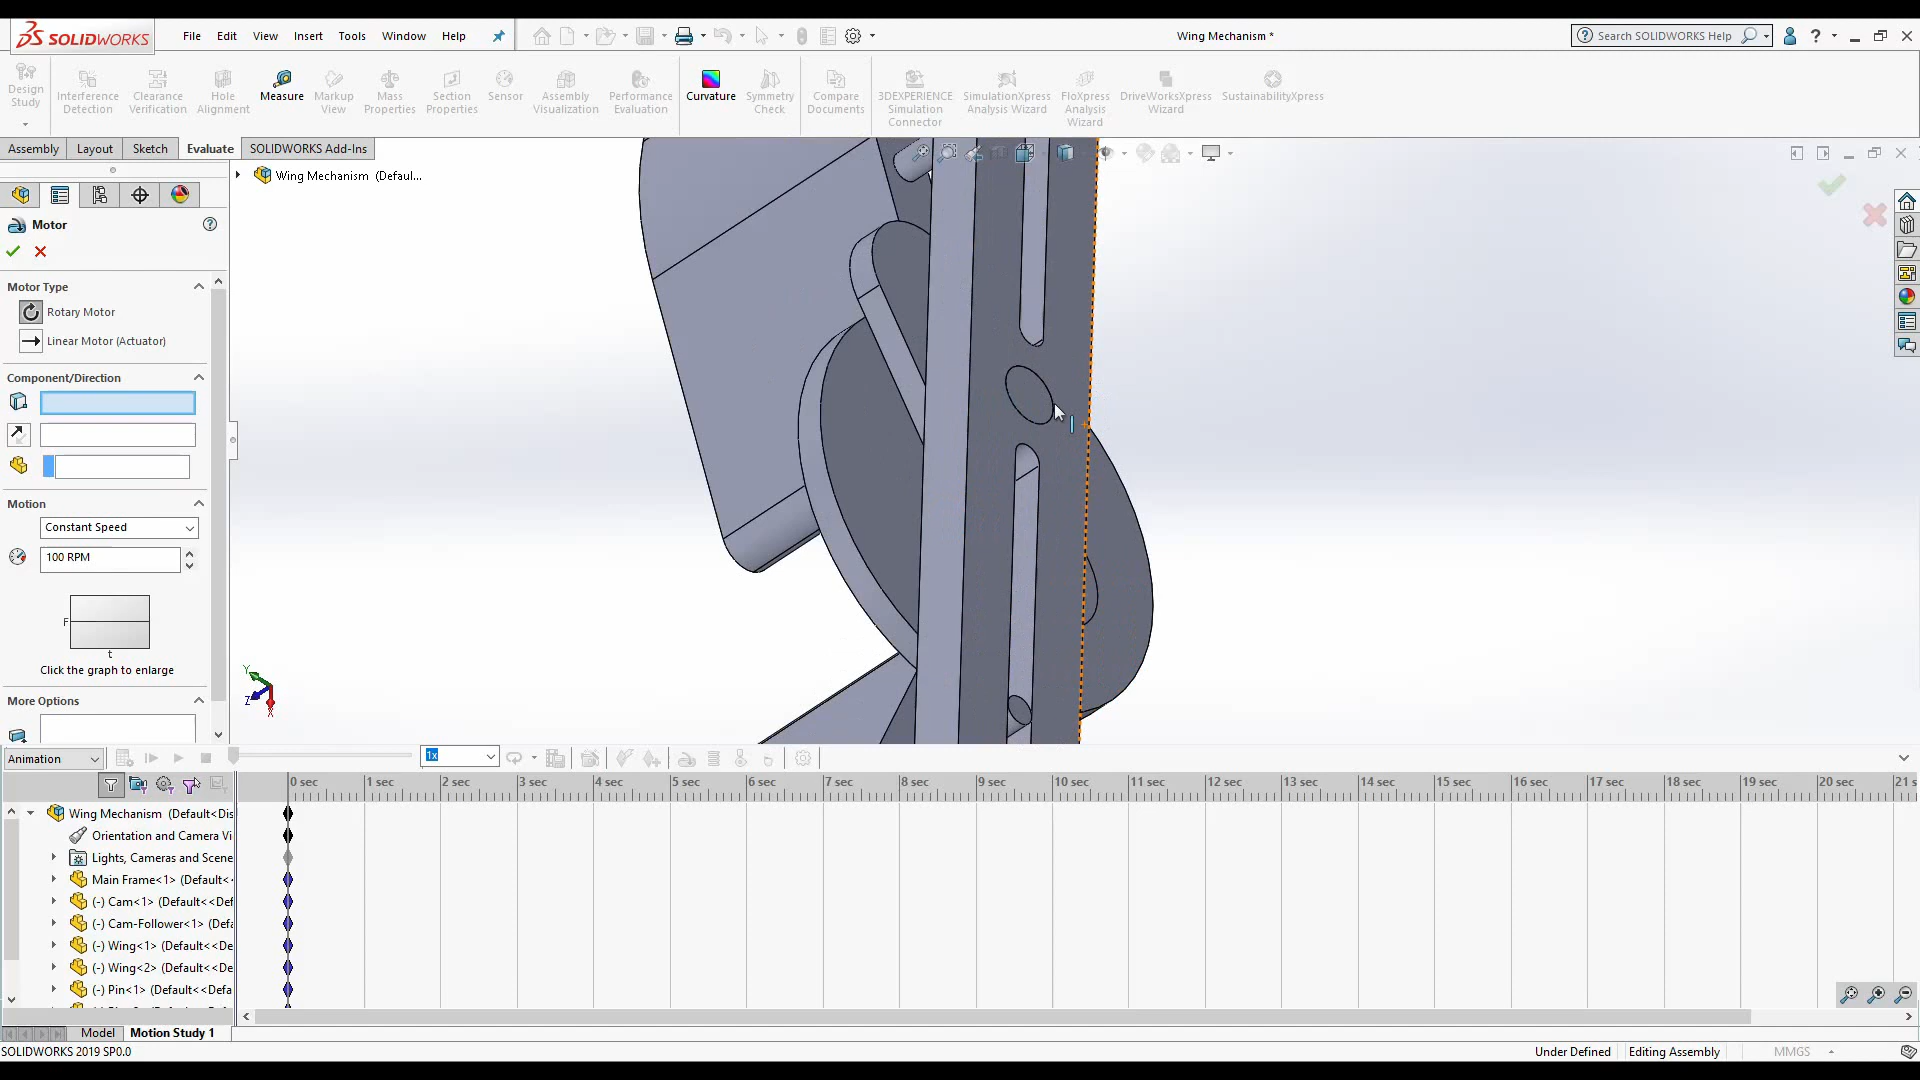 SOLIDWORKS File Edit View Insert Tools Window Help Wing Mechanism * Search SOLIDWORKS Help
Design Study Interference Detection Clearance Verification Hole Alignment Measure Markup View Mass Properties Section Properties Sensor Assembly Visualization Performance Evaluation Curvature Symmetry Check Compare Documents 3DEXPERIENCE Simulation Connector SimulationXpress Analysis Wizard FloXpress Analysis Wizard DriveWorksXpress Wizard SustainabilityXpress
Assembly Layout Sketch Evaluate SOLIDWORKS Add-Ins
Wing Mechanism (Defaul...
Motor
Motor Type
Rotary Motor
Linear Motor (Actuator)
Component/Direction
Motion
Constant Speed
100 RPM
F
t
Click the graph to enlarge
More Options
Y
Z
X
Animation 1x
0 sec 1 sec 2 sec 3 sec 4 sec 5 sec 6 sec 7 sec 8 sec 9 sec 10 sec 11 sec 12 sec 13 sec 14 sec 15 sec 16 sec 17 sec 18 sec 19 sec 20 sec 21 s
Wing Mechanism (Default<Dis
Orientation and Camera Vi
Lights, Cameras and Scene
Main Frame<1> (Default<
(-) Cam<1> (Default<<Def
(-) Cam-Follower<1> (Defa
(-) Wing<1> (Default<<De
(-) Wing<2> (Default<<De
(-) Pin<1> (Default<<Defa
Model Motion Study 1
SOLIDWORKS 2019 SP0.0 Under Defined Editing Assembly MMGS